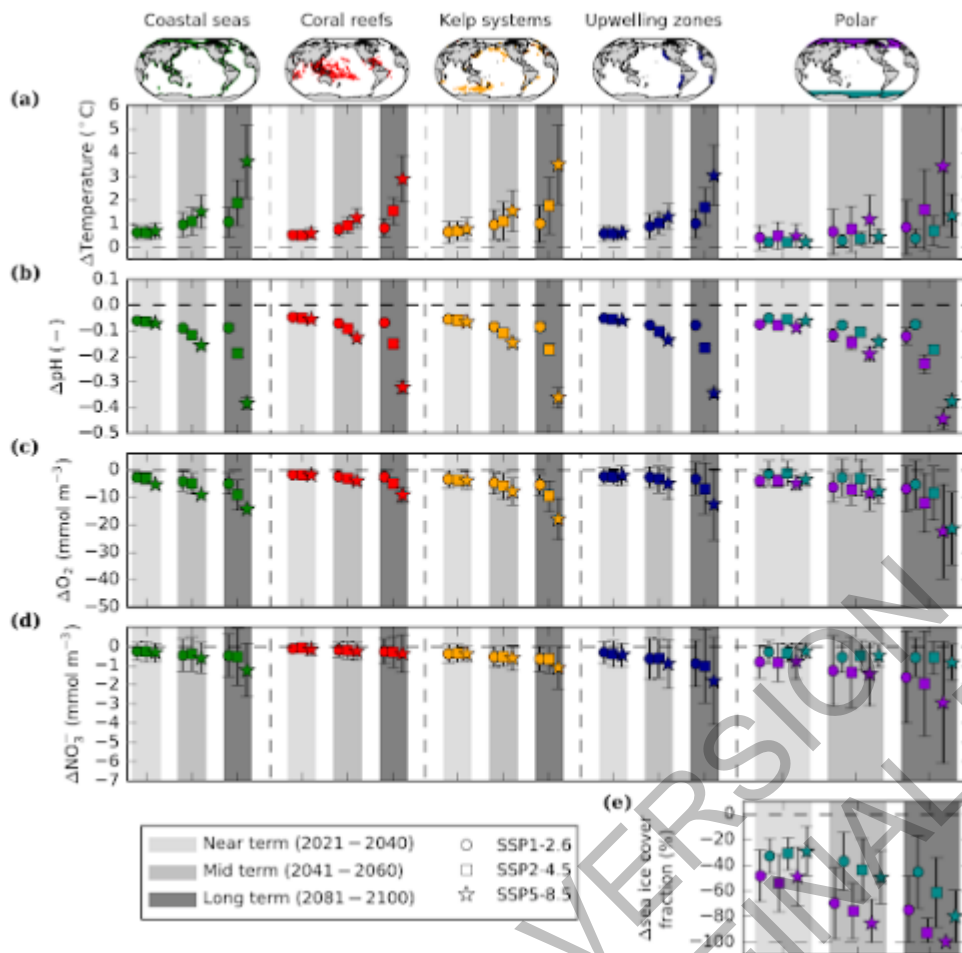 Coastal seas Coral reefs Kelp systems Upwelling zones Polar
(a)
ΔTemperature (°C)
6
5
4
3
2
1
0
(b)
ΔpH (−)
0.1
0.0
−0.1
−0.2
−0.3
−0.4
−0.5
(c)
ΔO₂ (mmol m⁻³)
0
−10
−20
−30
−40
−50
(d)
ΔNO₃⁻ (mmol m⁻³)
0
−1
−2
−3
−4
−5
−6
−7
(e)
Δsea ice cover
fraction (%)
0
−20
−40
−60
−80
−100
Near term (2021−2040) SSP1-2.6
Mid term (2041−2060) SSP2-4.5
Long term (2081−2100) SSP5-8.5
VERSION
FINAL